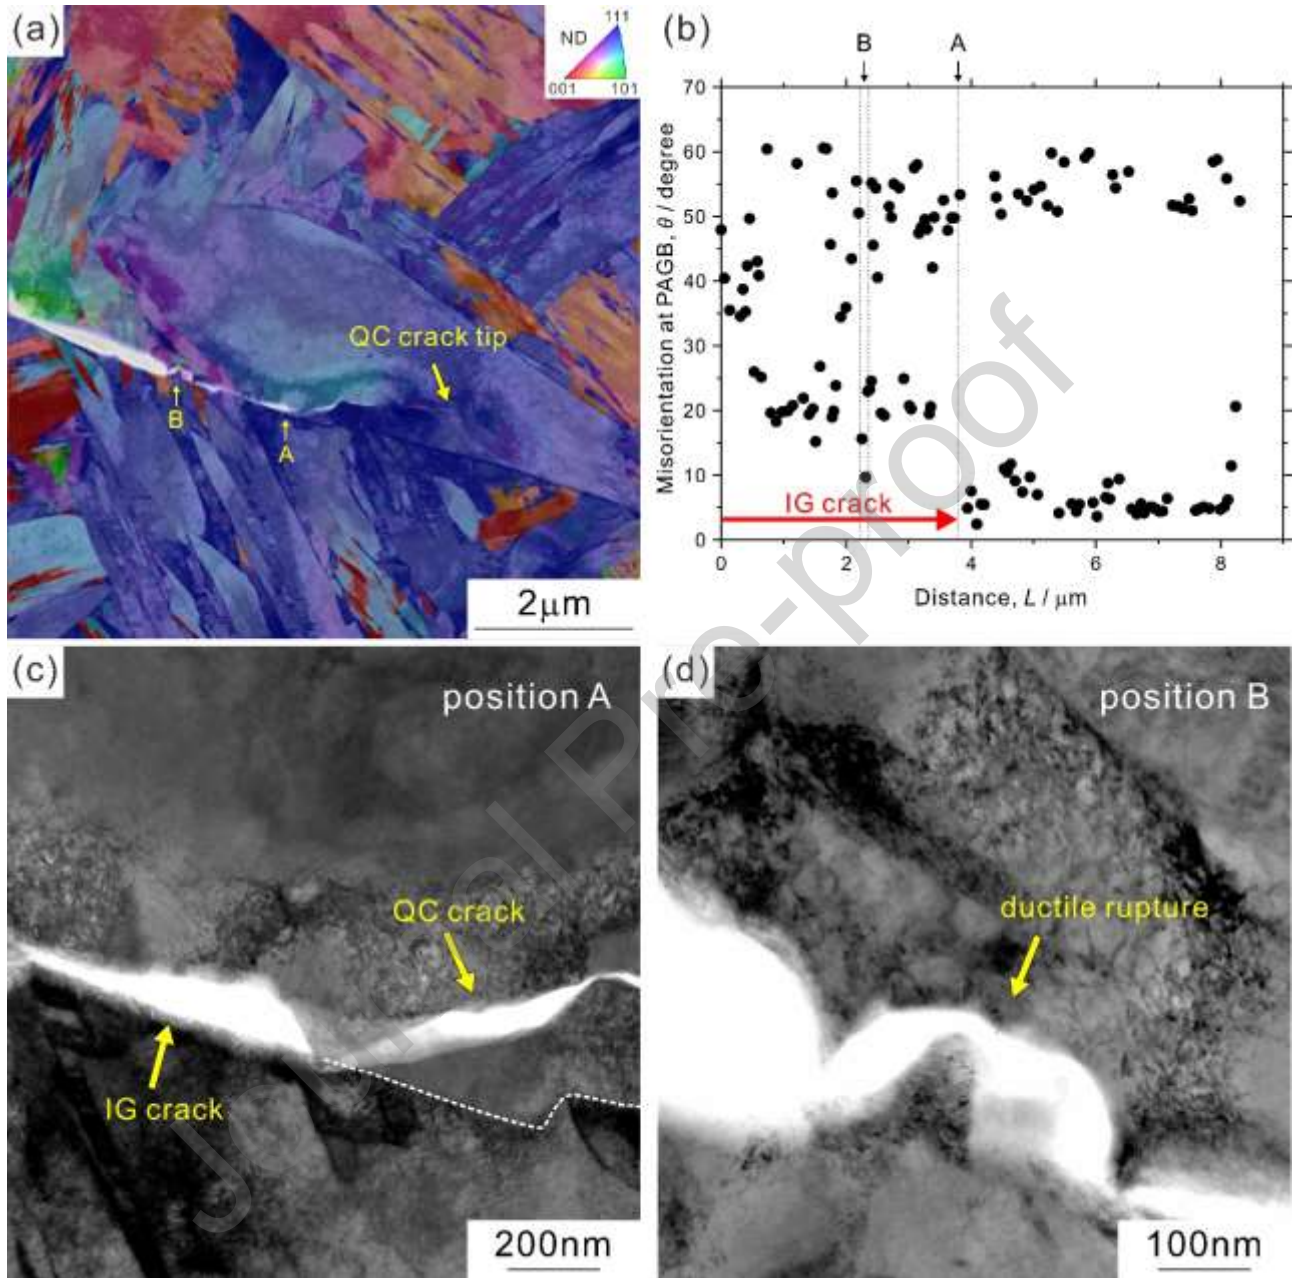 (a)
ND
111
001
101
QC crack tip
B
A
2μm
(b)
B
A
Misorientation at PAGB, θ / degree
70
60
50
40
30
20
10
0
IG crack
0
2
4
6
8
Distance, L / μm
(c)
position A
QC crack
IG crack
200nm
(d)
position B
ductile rupture
100nm
Journal Pre-proof